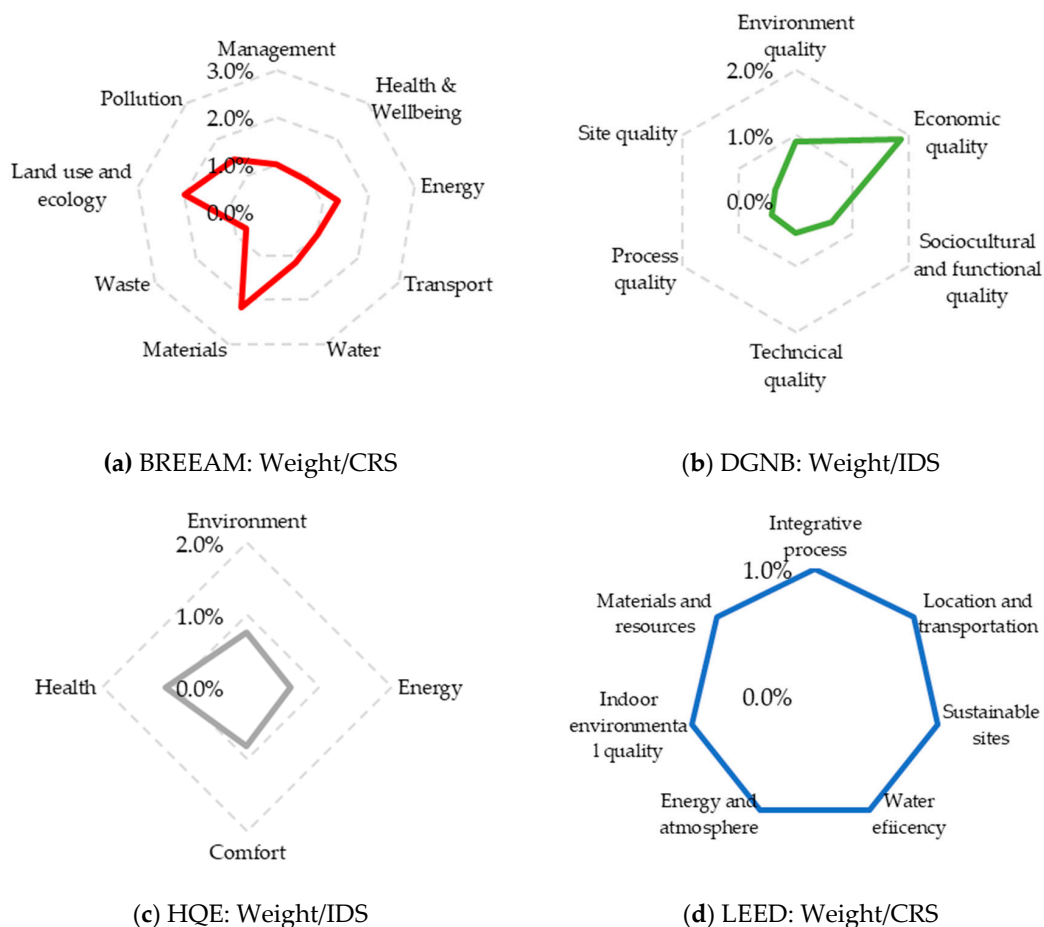 Management
3.0%
Health &
Wellbeing
Pollution
2.0%
1.0%
Land use and
ecology
Energy
0.0%
Waste
Transport
Materials
Water
(a) BREEAM: Weight/CRS
Environment
quality
2.0%
Economic
quality
Site quality
1.0%
0.0%
Process
quality
Sociocultural
and functional
quality
Techncical
quality
(b) DGNB: Weight/IDS
Environment
2.0%
1.0%
Health
0.0%
Energy
Comfort
(c) HQE: Weight/IDS
Integrative
process
1.0%
Materials and
resources
Location and
transportation
0.0%
Indoor
environmenta
l quality
Sustainable
sites
Energy and
atmosphere
Water
efiicency
(d) LEED: Weight/CRS